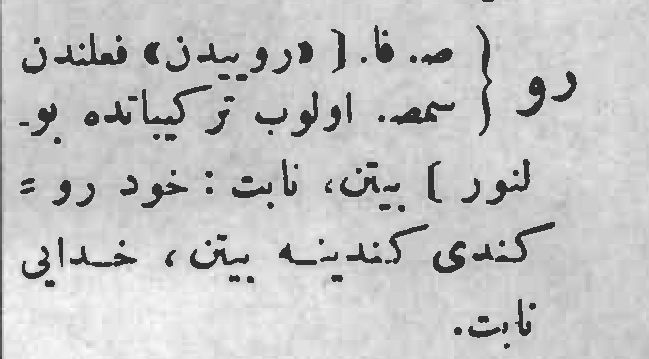 رو } ص. فا. [ «روییدن» فعلندن
سمص. اولوب ترکیباتده بو-
لنور ] بیتن، نابت : خود رو =
کندی کندینه بیتن ، خدایی
نابت.